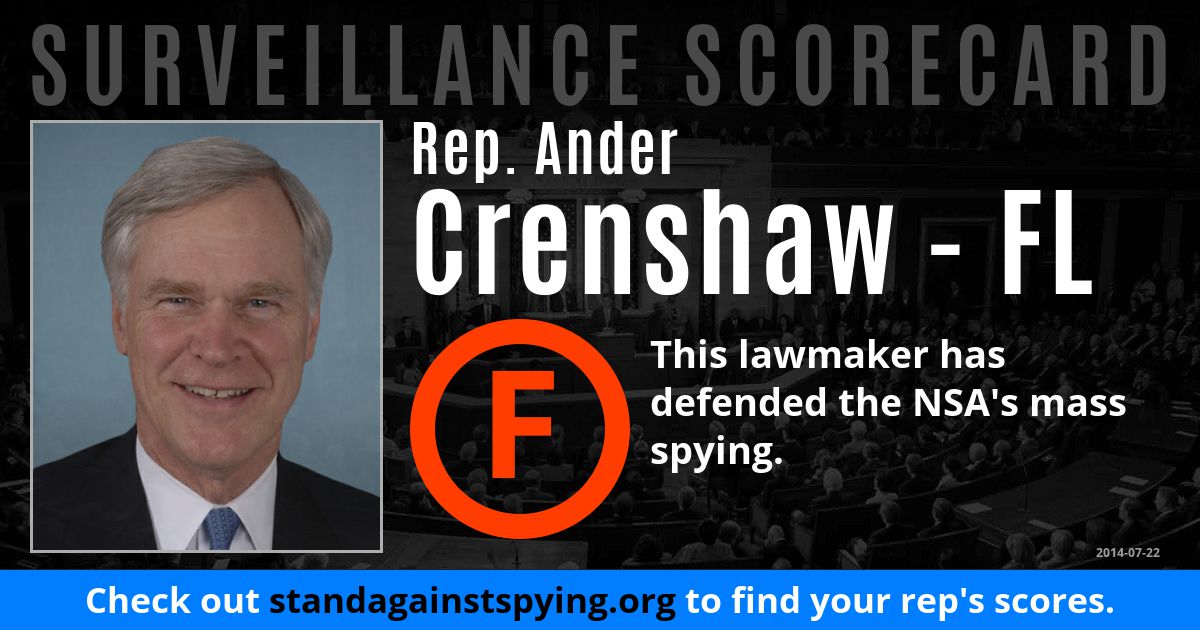 SURVEILLANCE SCORECARD
Rep. Ander
Crenshaw - FL
F
This lawmaker has
defended the NSA's mass
spying.
2014-07-22
Check out standagainstspying.org to find your rep's scores.